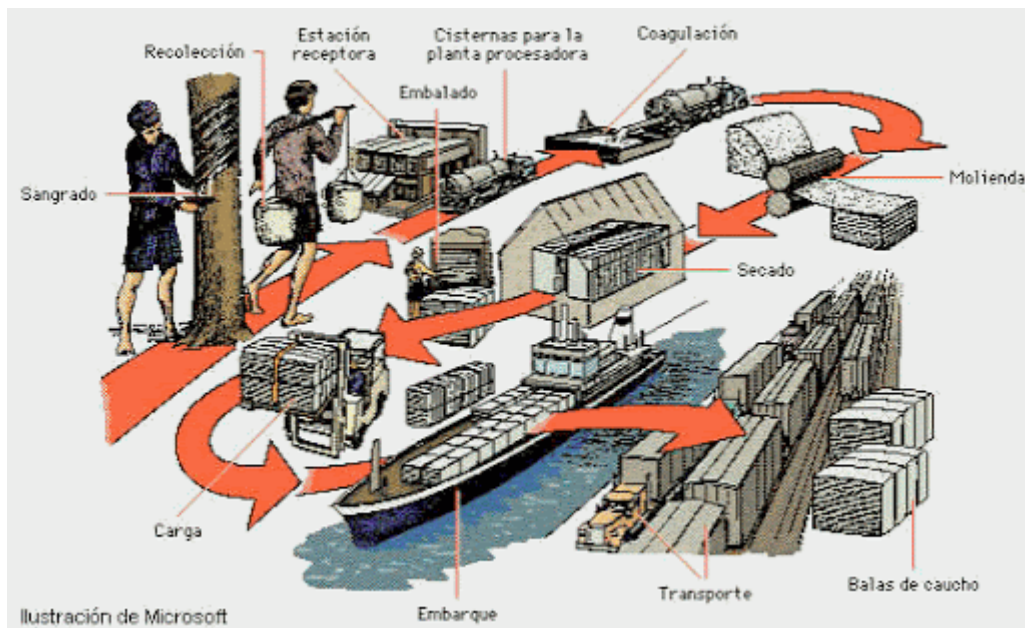 Recolección
Estación
receptora
Cisternas para la
planta procesadora
Coagulación
Embalado
Sangrado
Molienda
Secado
Carga
Embarque
Transporte
Balas de caucho
Ilustración de Microsoft